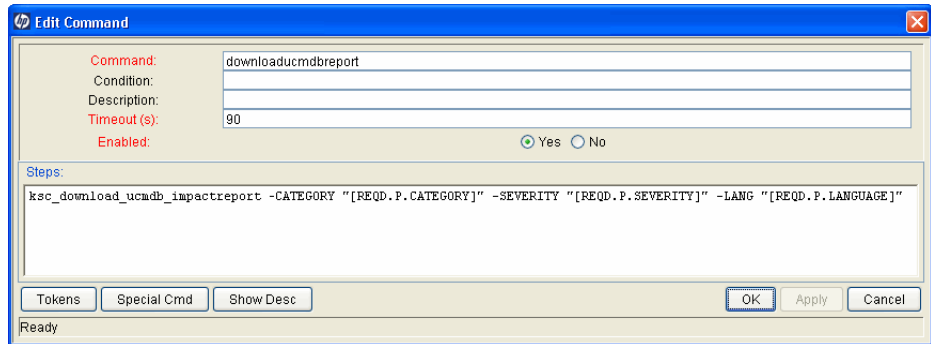 hp Edit Command
Command: downloaducmdbreport
Condition:
Description:
Timeout (s): 90
Enabled: Yes No
Steps:
ksc_download_ucmdb_impactreport -CATEGORY "[REQD.P.CATEGORY]" -SEVERITY "[REQD.P.SEVERITY]" -LANG "[REQD.P.LANGUAGE]"
Tokens Special Cmd Show Desc OK Apply Cancel
Ready